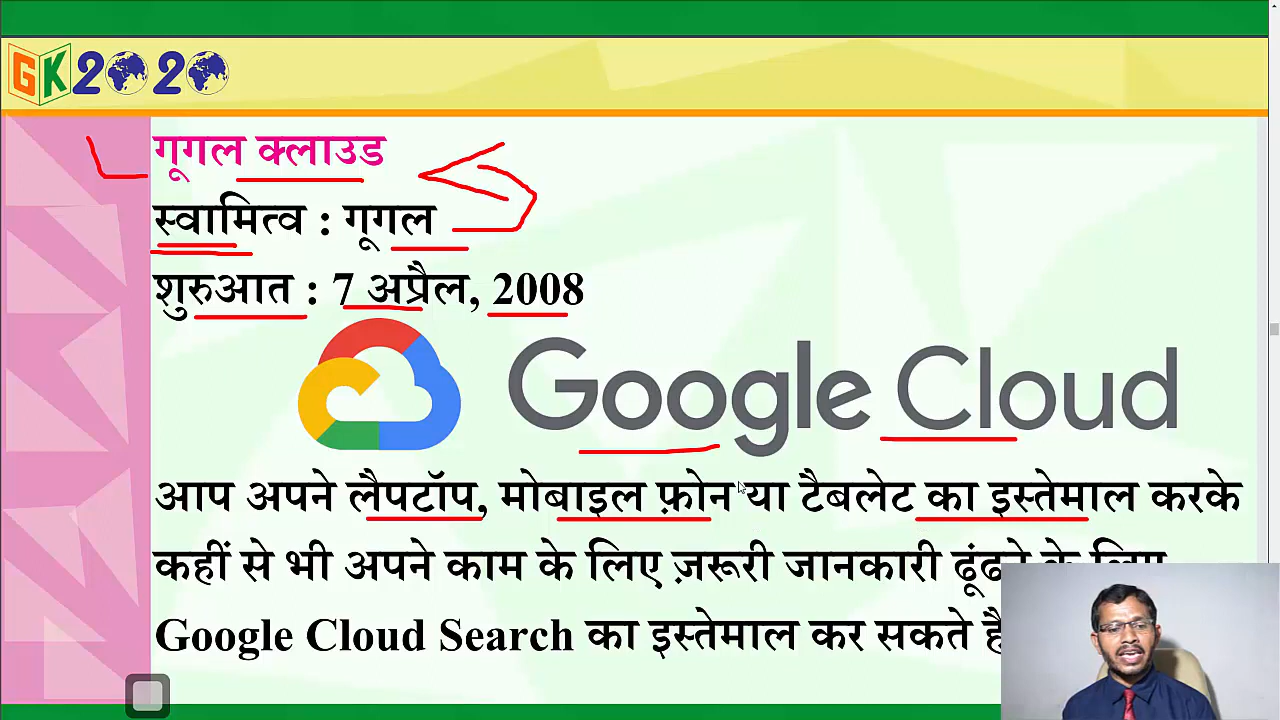 GK2020
गूगल क्लाउड
स्वामित्व : गूगल
शुरुआत : 7 अप्रैल, 2008
Google Cloud
आप अपने लैपटॉप, मोबाइल फ़ोन या टैबलेट का इस्तेमाल करके
कहीं से भी अपने काम के लिए ज़रूरी जानकारी ढूंढने के लिए
Google Cloud Search का इस्तेमाल कर सकते